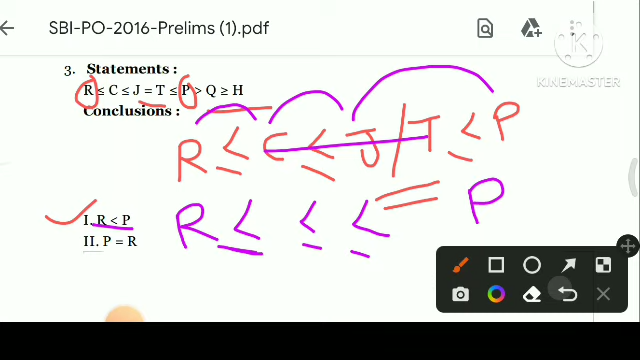 SBI-PO-2016-Prelims (1).pdf
KINEMASTER
3. Statements :
R ≤ C ≤ J = T ≤ P > Q ≥ H
Conclusions :
R ≤ C ≤ J / T ≤ P
I. R < P
R ≤ ≤ ≤ P
II. P = R